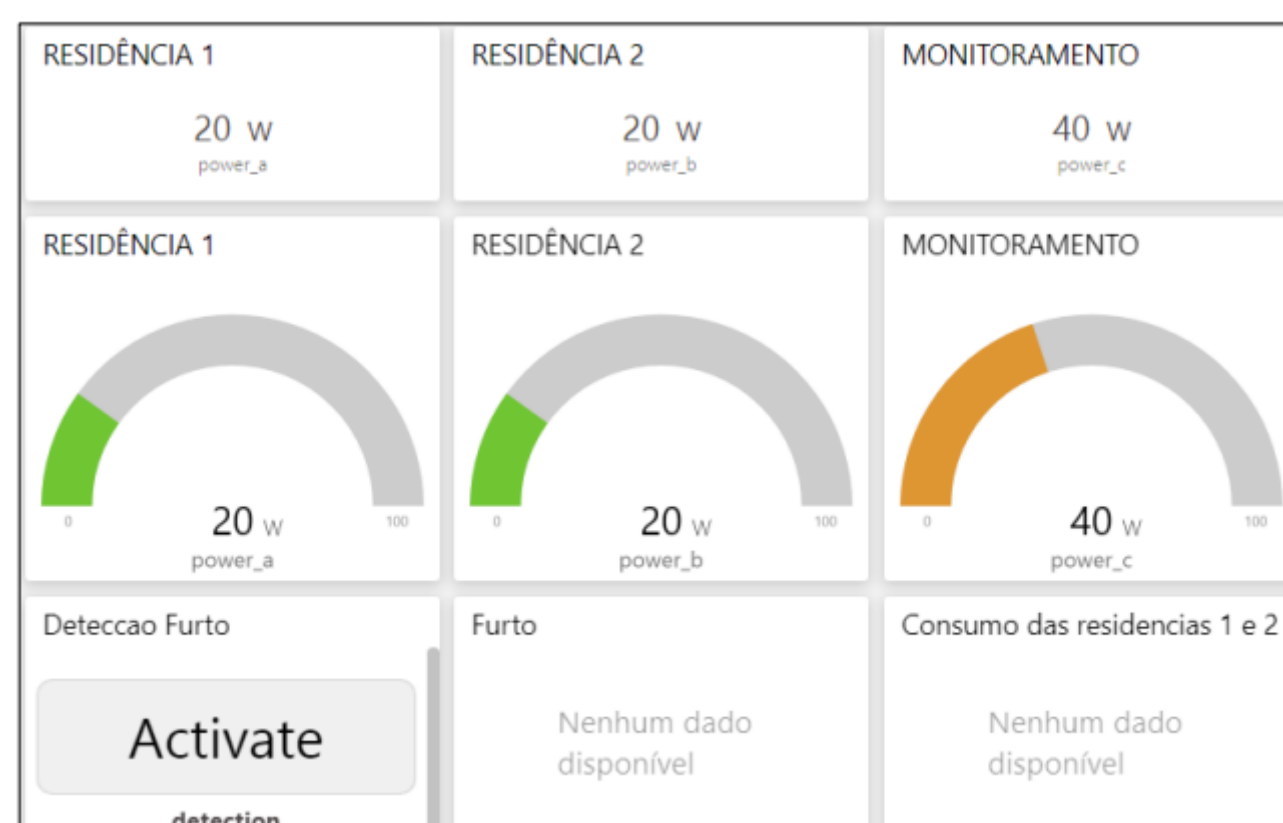 RESIDÊNCIA 1
20 W
power_a
RESIDÊNCIA 2
20 W
power_b
MONITORAMENTO
40 W
power_c
RESIDÊNCIA 1
0
20 W
100
power_a
RESIDÊNCIA 2
0
20 W
100
power_b
MONITORAMENTO
0
40 W
100
power_c
Deteccao Furto
Activate
detection
Furto
Nenhum dado
disponível
Consumo das residencias 1 e 2
Nenhum dado
disponível